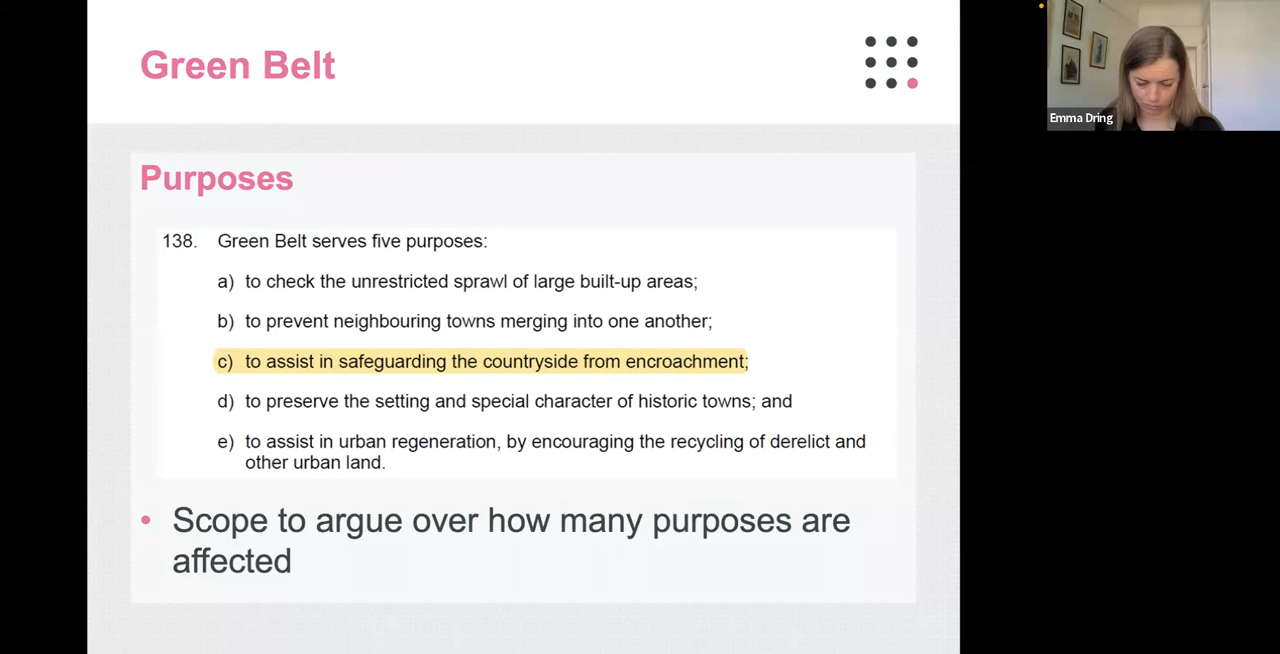 Green Belt
Emma Dring
Purposes
138. Green Belt serves five purposes:
a) to check the unrestricted sprawl of large built-up areas;
b) to prevent neighbouring towns merging into one another;
c) to assist in safeguarding the countryside from encroachment;
d) to preserve the setting and special character of historic towns; and
e) to assist in urban regeneration, by encouraging the recycling of derelict and
other urban land.
• Scope to argue over how many purposes are
affected